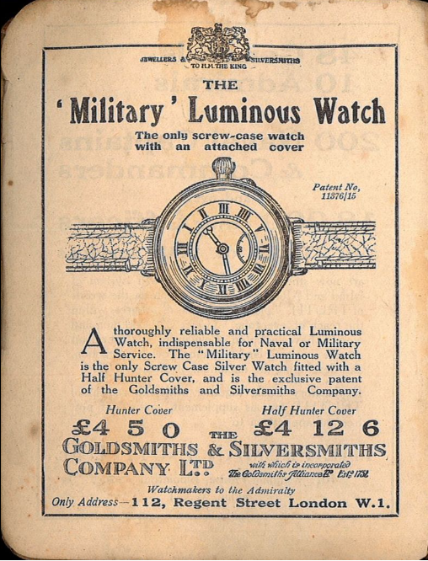 JEWELLERS & SILVERSMITHS
TO H.M. THE KING
THE
'Military' Luminous Watch
The only screw-case watch
with an attached cover
Patent No,
11376/15
A thoroughly reliable and practical Luminous
Watch, indispensable for Naval or Military
Service. The "Military" Luminous Watch
is the only Screw Case Silver Watch fitted with a
Half Hunter Cover, and is the exclusive patent
of the Goldsmiths and Silversmiths Company.
Hunter Cover Half Hunter Cover
£4 5 0 THE £4 12 6
GOLDSMITHS & SILVERSMITHS
COMPANY LTD with which is incorporated
The Goldsmiths Alliance Ltd Estd 1751
Watchmakers to the Admiralty
Only Address—112, Regent Street London W.1.